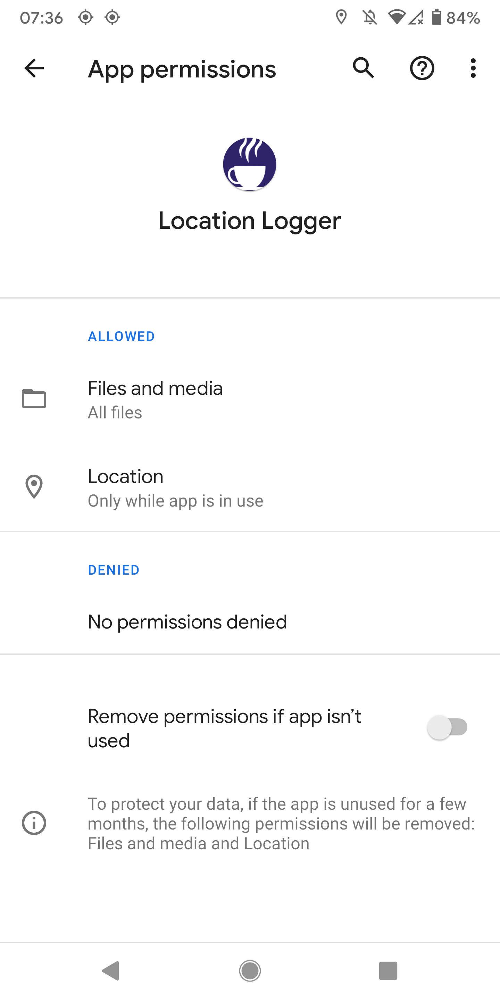 07:36 84%
App permissions
Location Logger
ALLOWED
Files and media
All files
Location
Only while app is in use
DENIED
No permissions denied
Remove permissions if app isn’t
used
To protect your data, if the app is unused for a few
months, the following permissions will be removed:
Files and media and Location